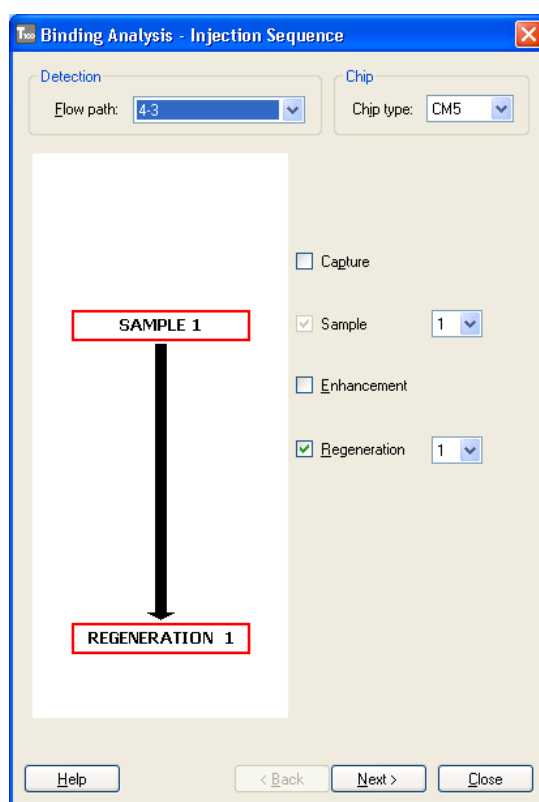 T100 Binding Analysis - Injection Sequence
Detection
Flow path: 4-3
Chip
Chip type: CM5
Capture
SAMPLE 1
Sample 1
Enhancement
Regeneration 1
REGENERATION 1
Help < Back Next > Close